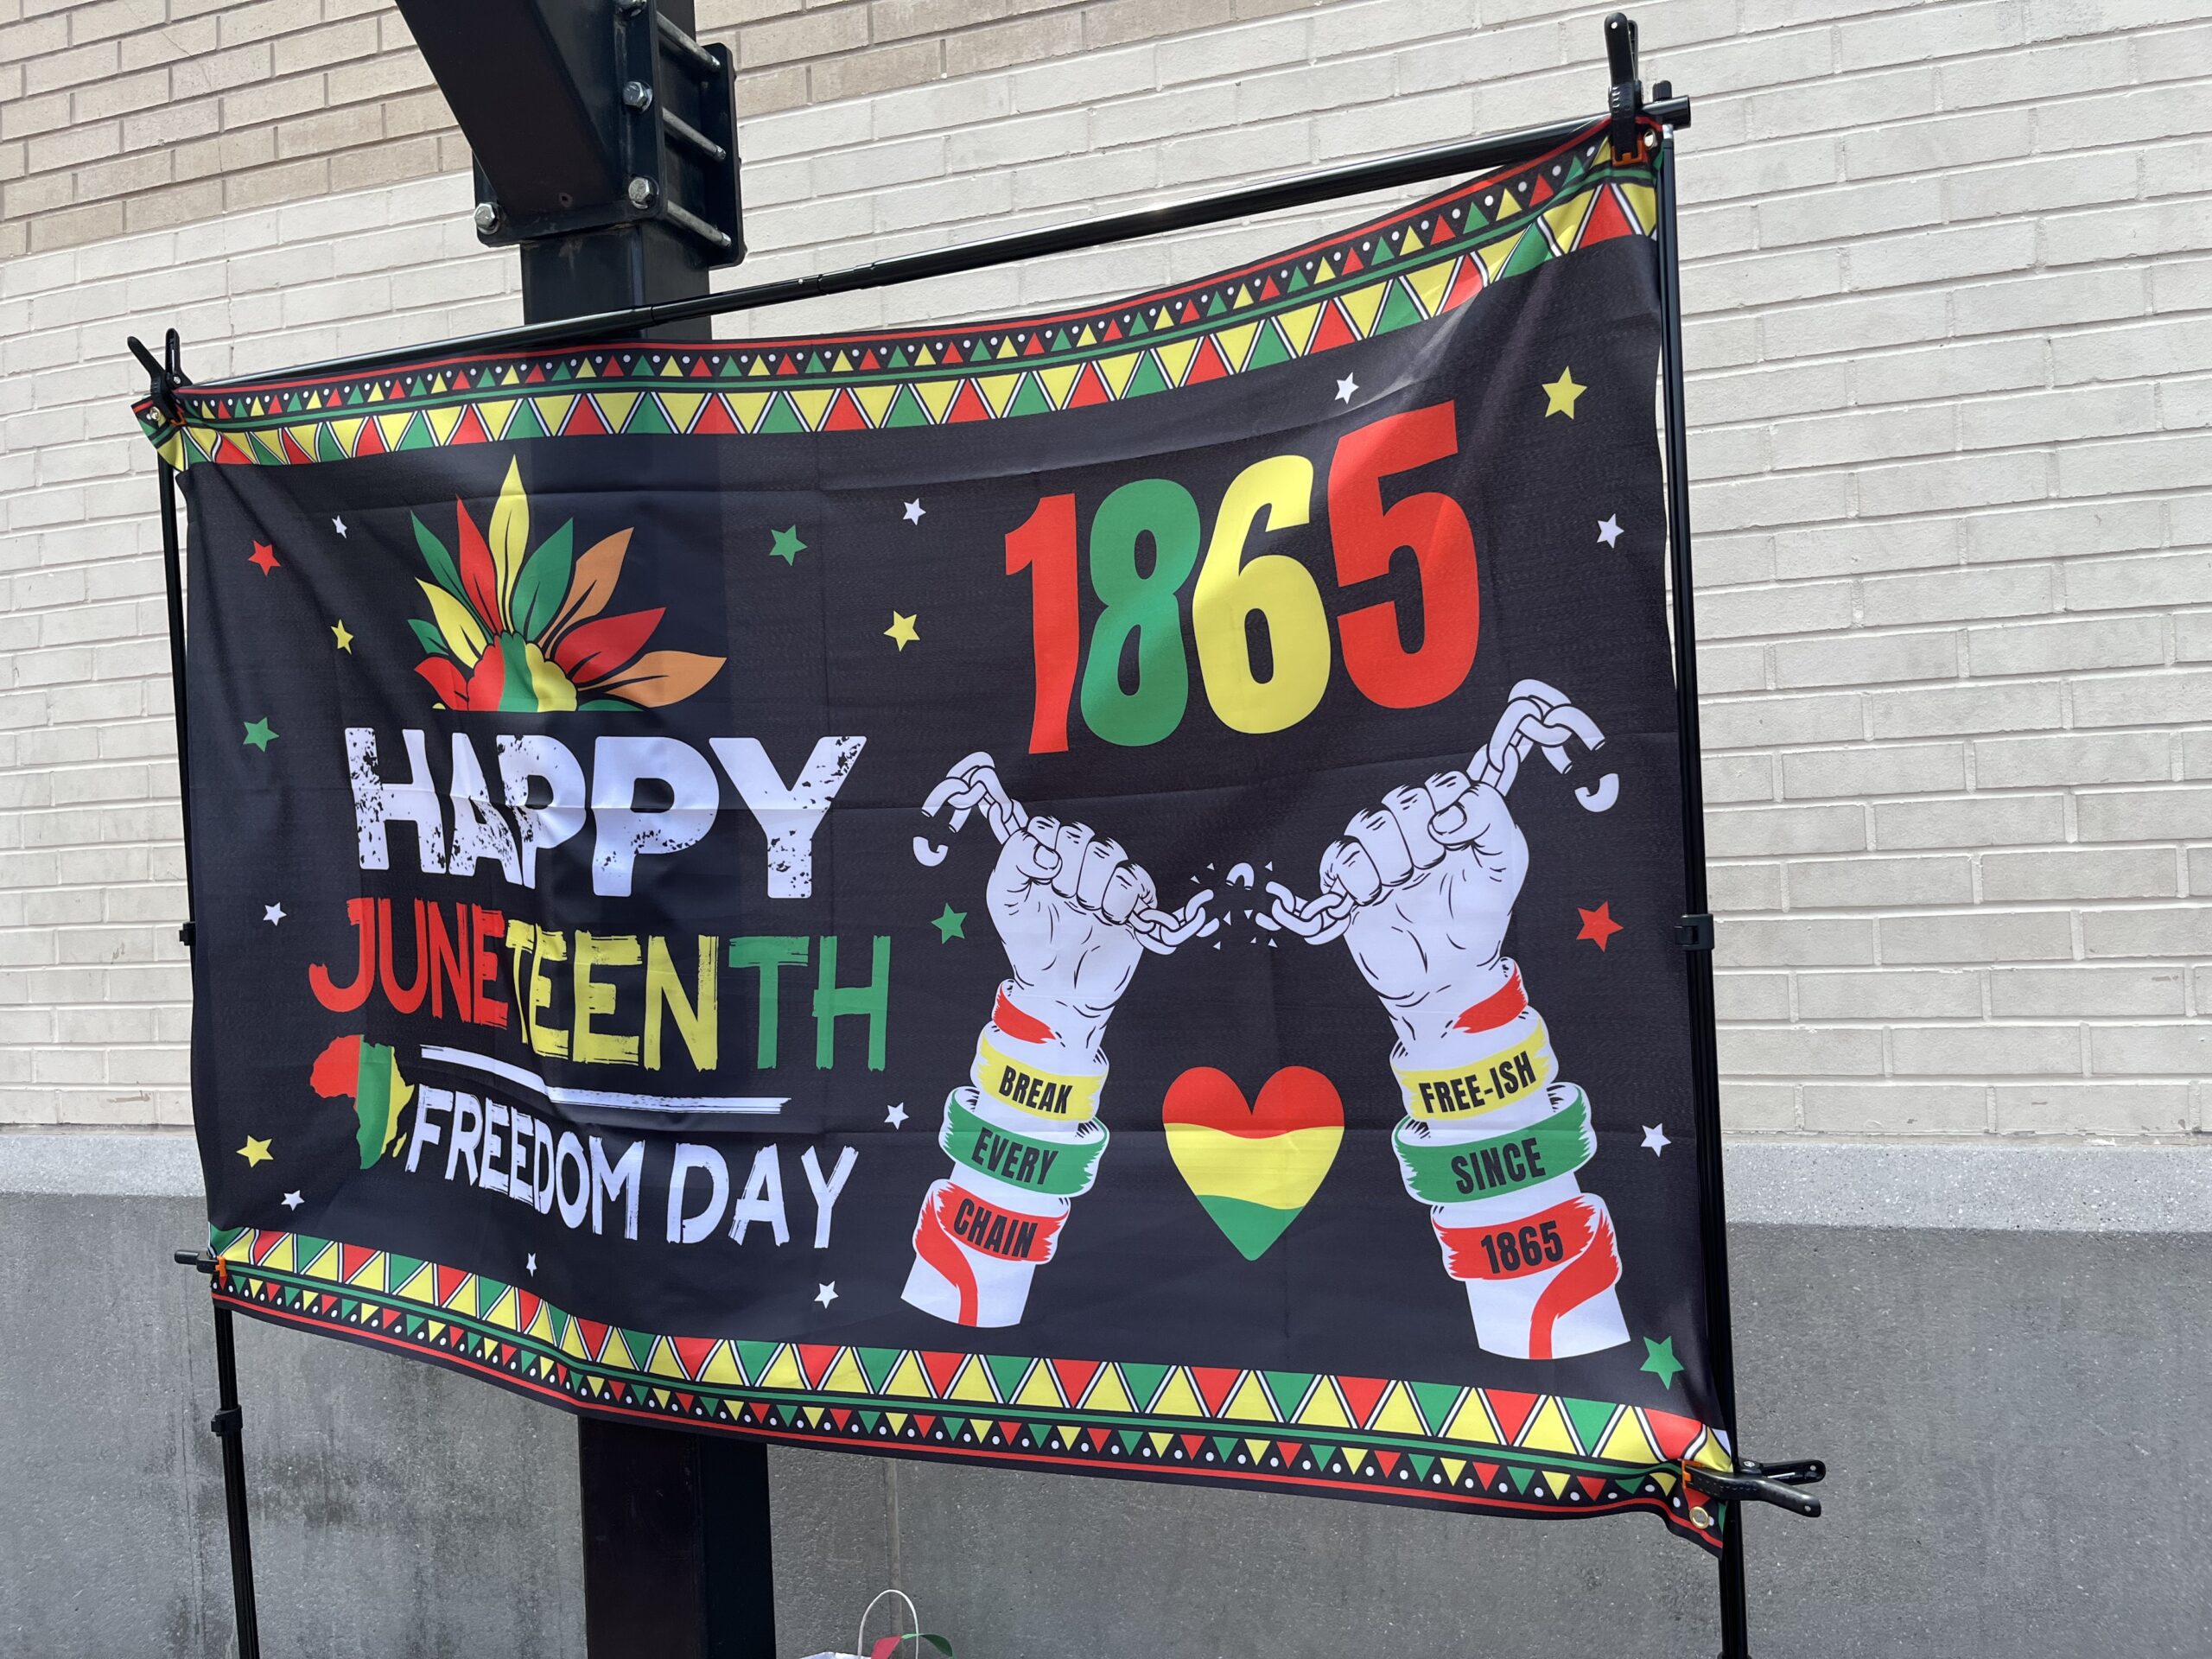 1865
HAPPY
JUNETEENTH
FREEDOM DAY
BREAK
EVERY
CHAIN
FREE-ISH
SINCE
1865